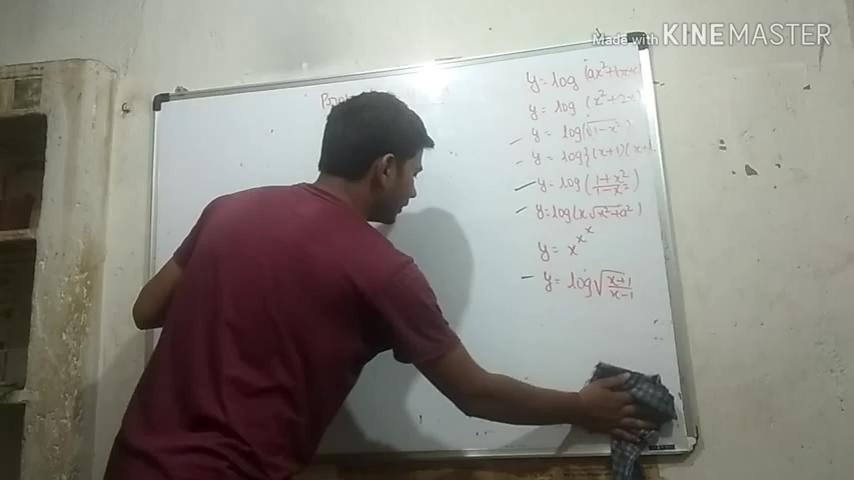 Made with KINEMASTER
y = log (ax²+bx+c
y = log (x²+2x
y = log(√1-x²)
y = log{(x+1)(x+
y = log(1+x²/1-x²)
y = log(x√x²+a²)
y = x^x^x
y = log√x+1/x-1